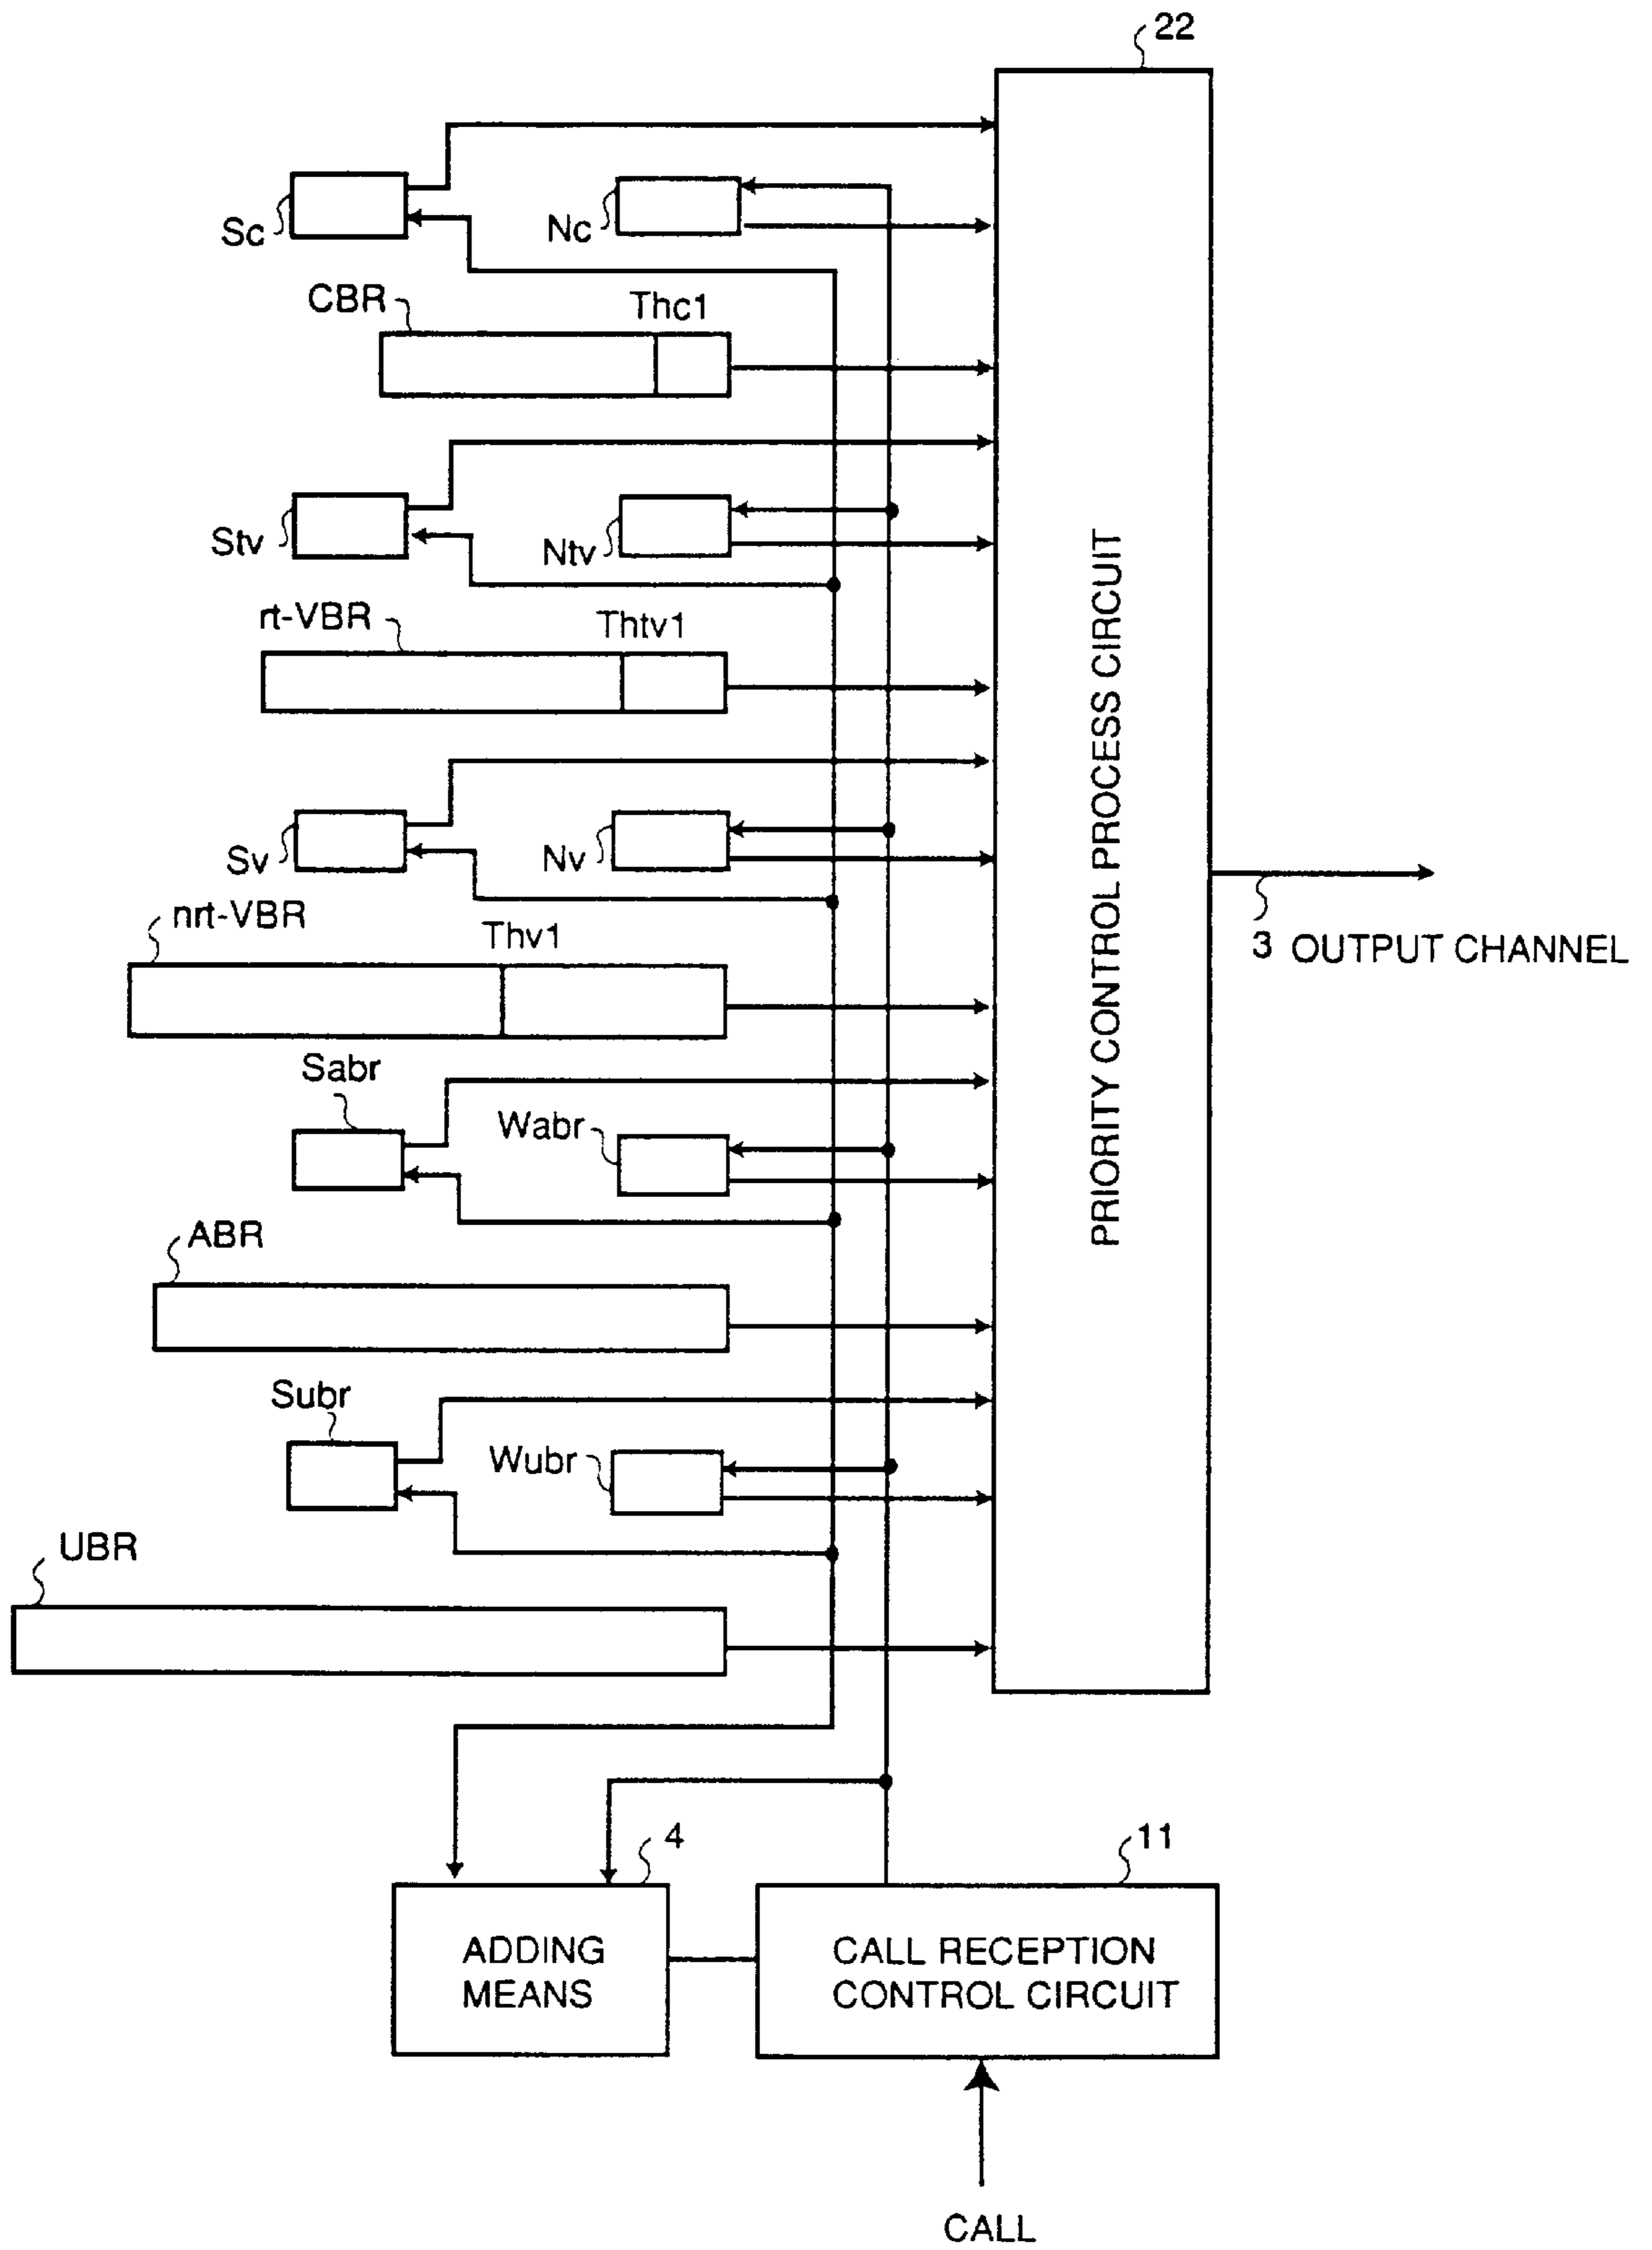 22
Sc
Nc
CBR
Thc1
Stv
Ntv
rt-VBR
Thtv1
Sv
Nv
nrt-VBR
Thv1
PRIORITY CONTROL PROCESS CIRCUIT
3 OUTPUT CHANNEL
Sabr
Wabr
ABR
Subr
Wubr
UBR
4
11
ADDING
MEANS
CALL RECEPTION
CONTROL CIRCUIT
CALL